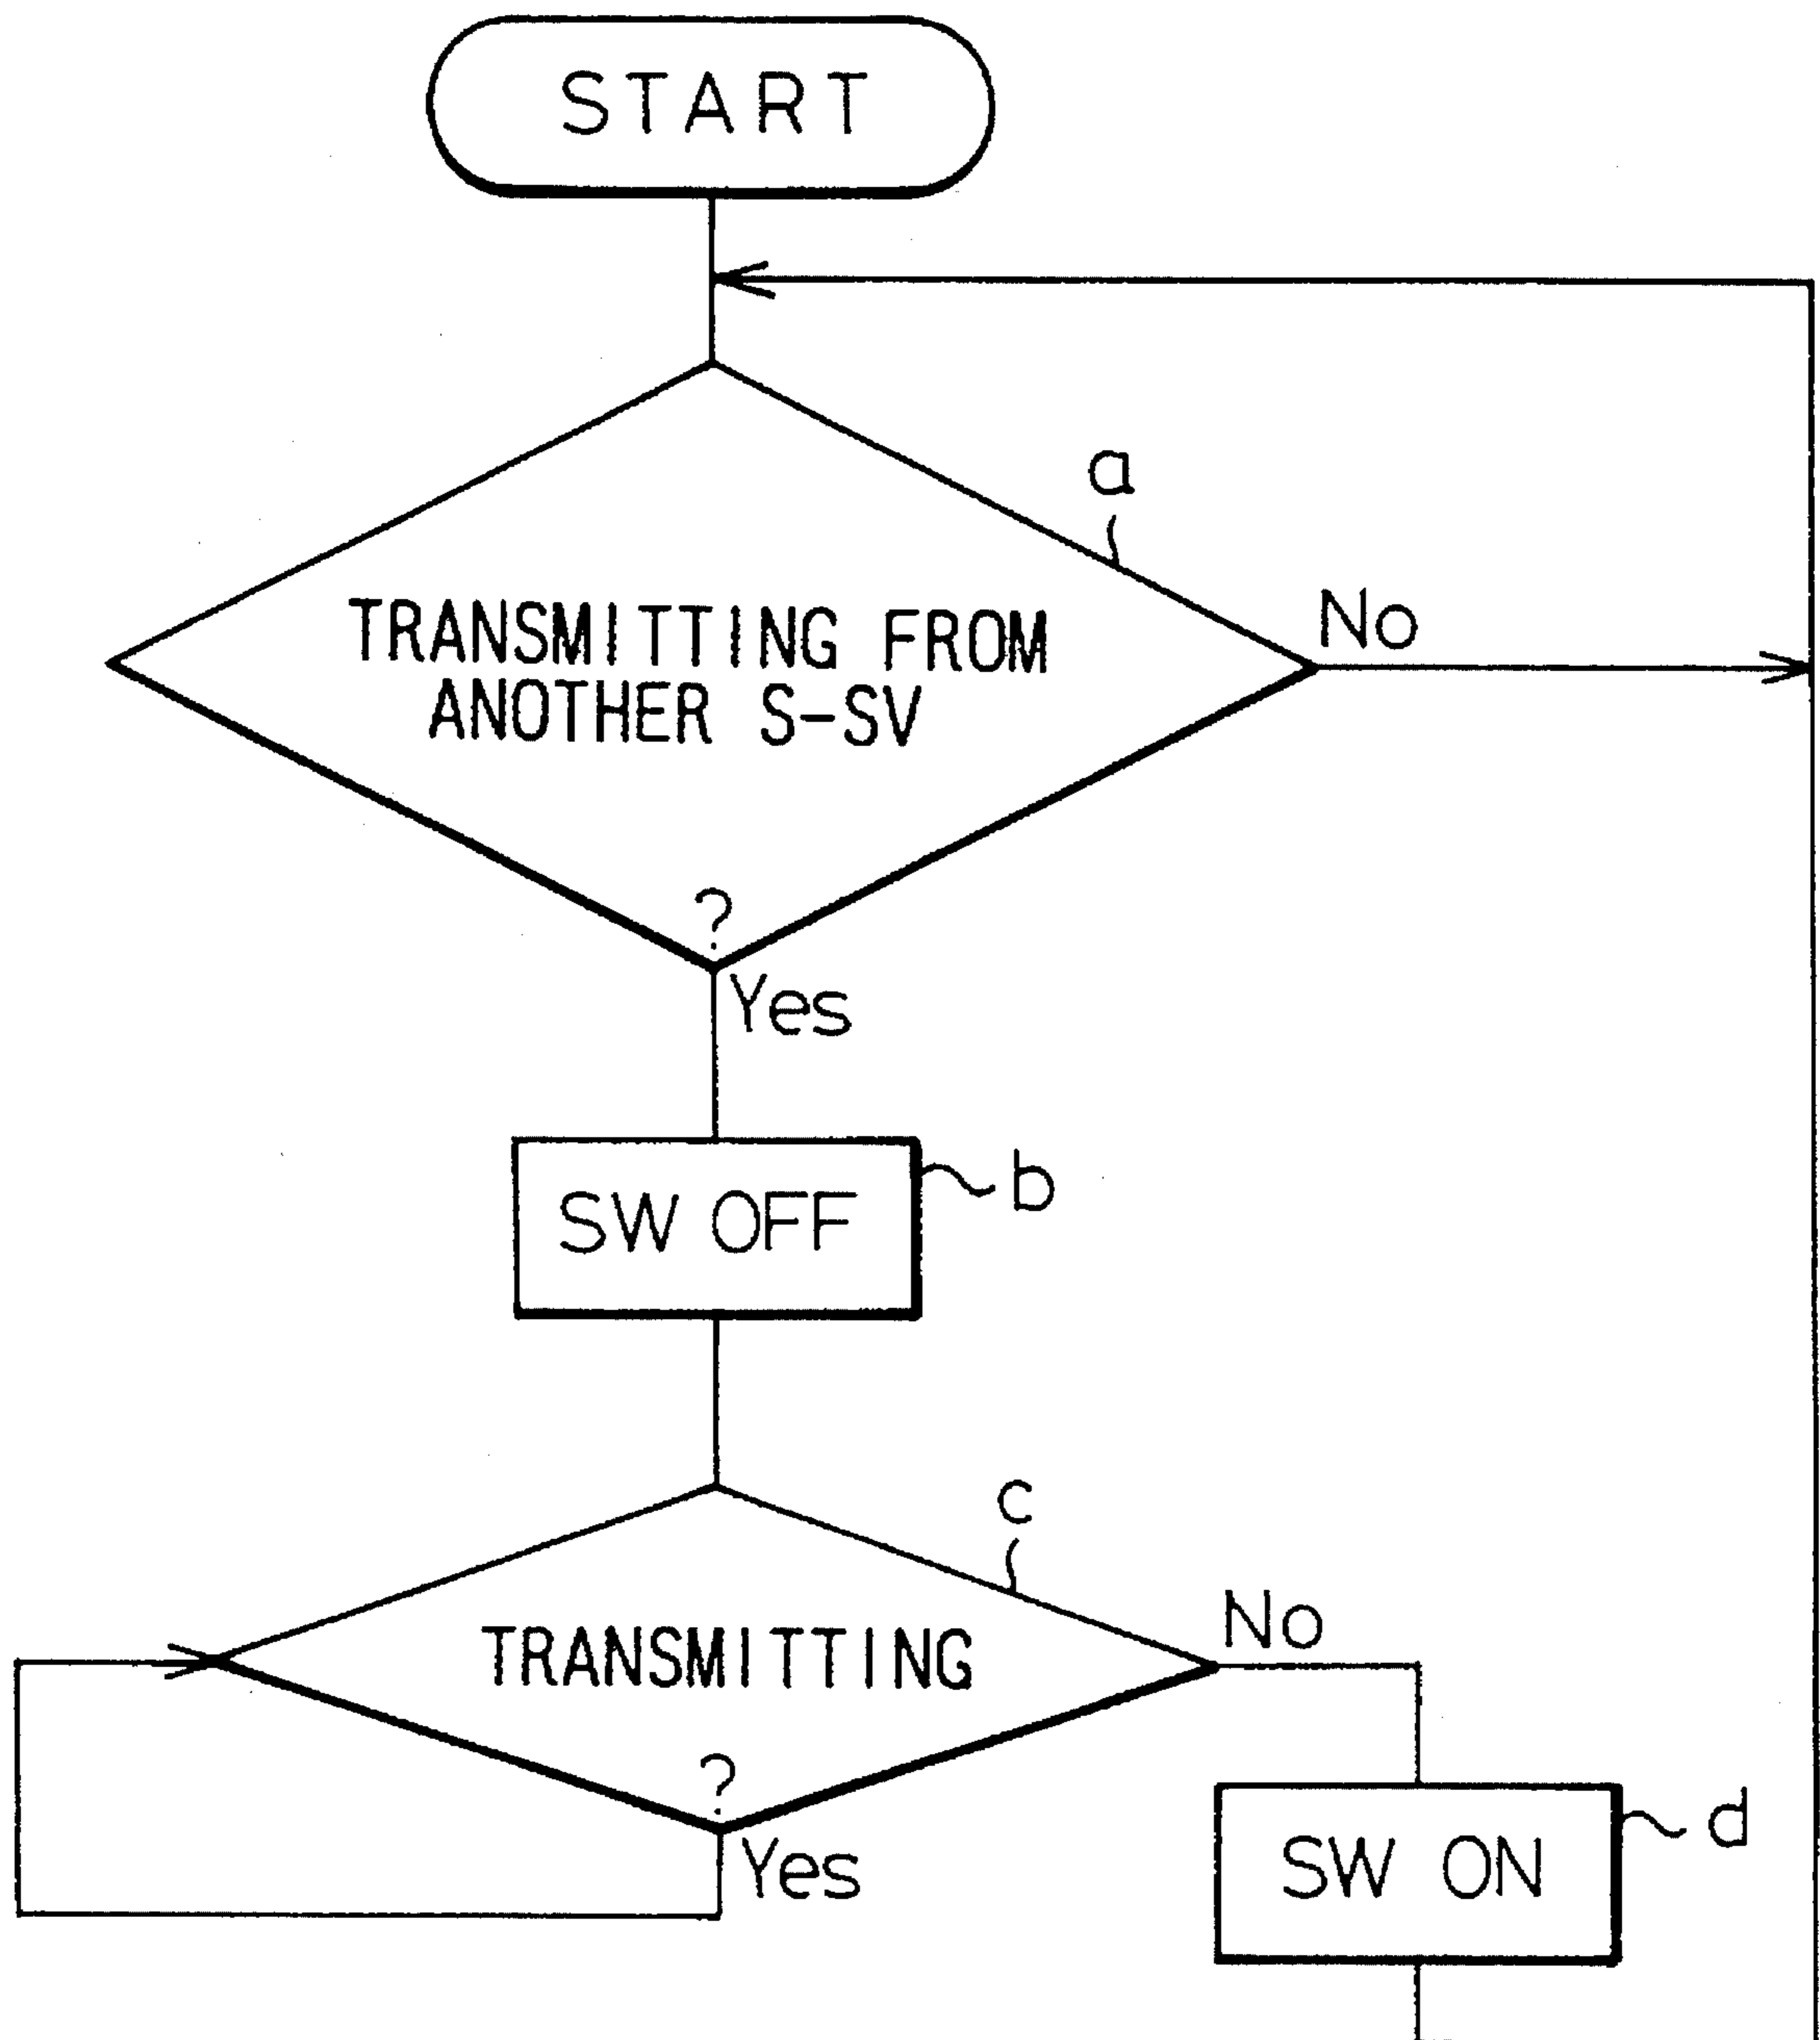 START
a
No
TRANSMITTING FROM
ANOTHER S-SV
?
Yes
SW OFF
b
c
No
TRANSMITTING
?
Yes
SW ON
d